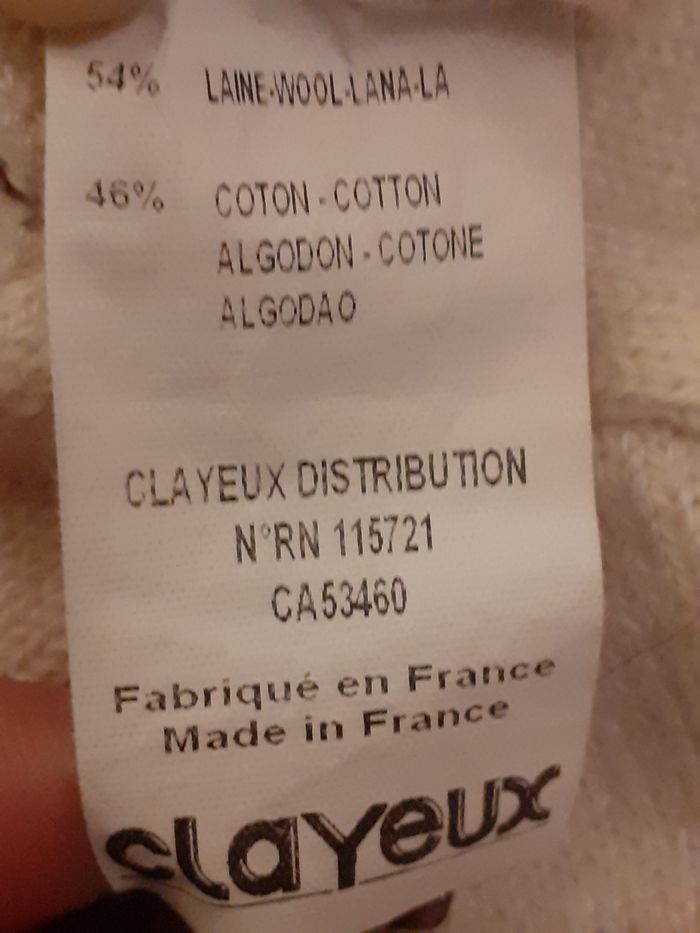 54% LAINE-WOOL-LANA-LA
46% COTON - COTTON
ALGODON - COTONE
ALGODAO
CLAYEUX DISTRIBUTION
N°RN 115721
CA53460
Fabriqué en France
Made in France
clayeux